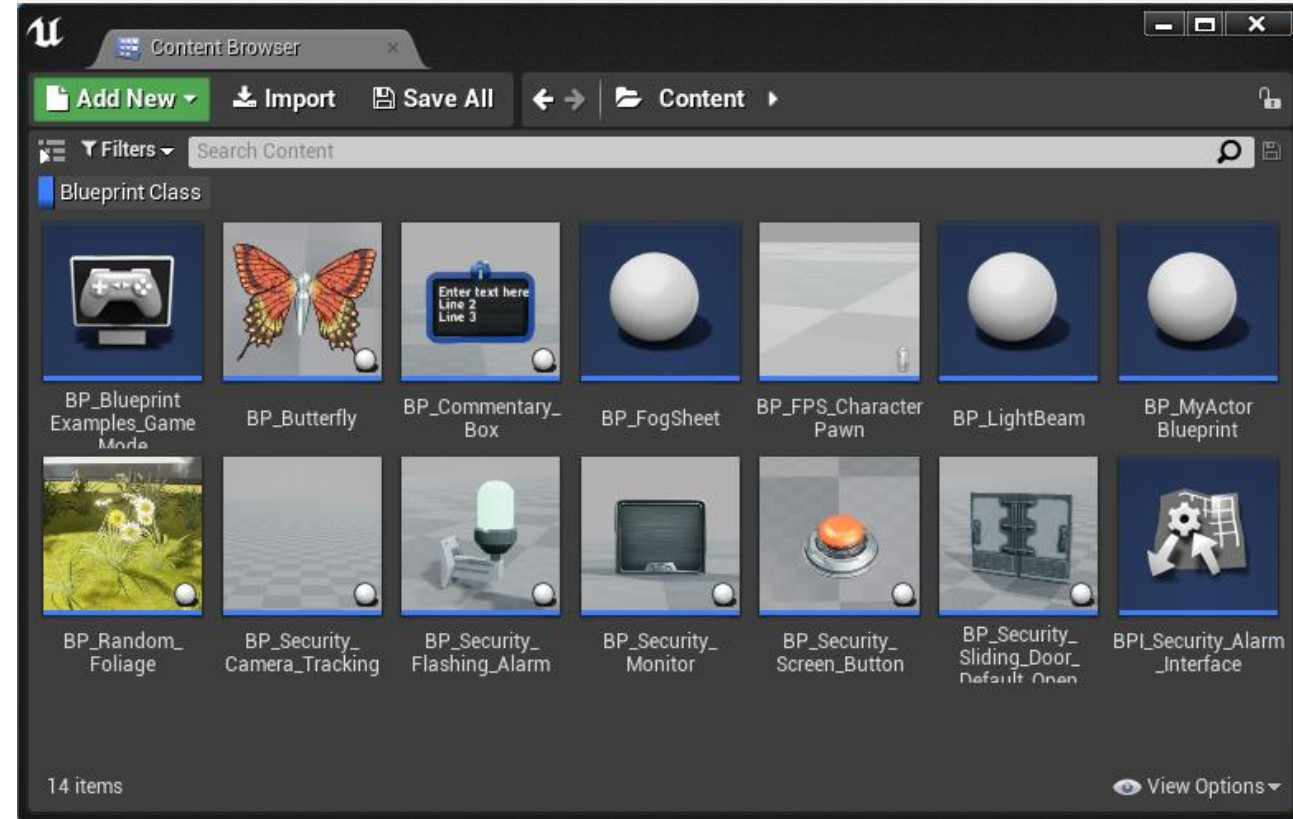 Content Browser
Add New Import Save All Content
Filters Search Content
Blueprint Class
i
Enter text here
Line 2
Line 3
BP_Blueprint
Examples_Game
Mode
BP_Butterfly
BP_Commentary_
Box
BP_FogSheet
BP_FPS_Character
Pawn
BP_LightBeam
BP_MyActor
Blueprint
BP_Random_
Foliage
BP_Security_
Camera_Tracking
BP_Security_
Flashing_Alarm
BP_Security_
Monitor
BP_Security_
Screen_Button
BP_Security_
Sliding_Door_
Default_Open
BPI_Security_Alarm
_Interface
14 items View Options